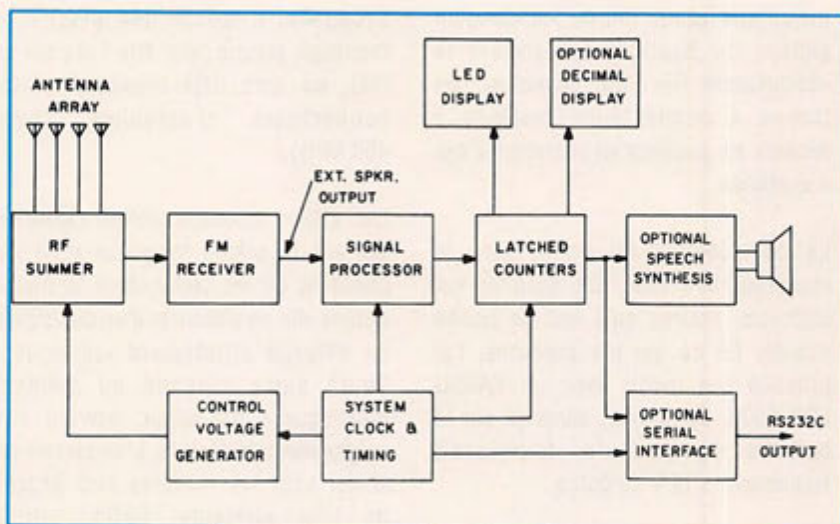 ANTENNA
ARRAY
LED
DISPLAY
OPTIONAL
DECIMAL
DISPLAY
EXT. SPKR.
OUTPUT
RF
SUMMER
FM
RECEIVER
SIGNAL
PROCESSOR
LATCHED
COUNTERS
OPTIONAL
SPEECH
SYNTHESIS
CONTROL
VOLTAGE
GENERATOR
SYSTEM
CLOCK &
TIMING
OPTIONAL
SERIAL
INTERFACE
RS232C
OUTPUT